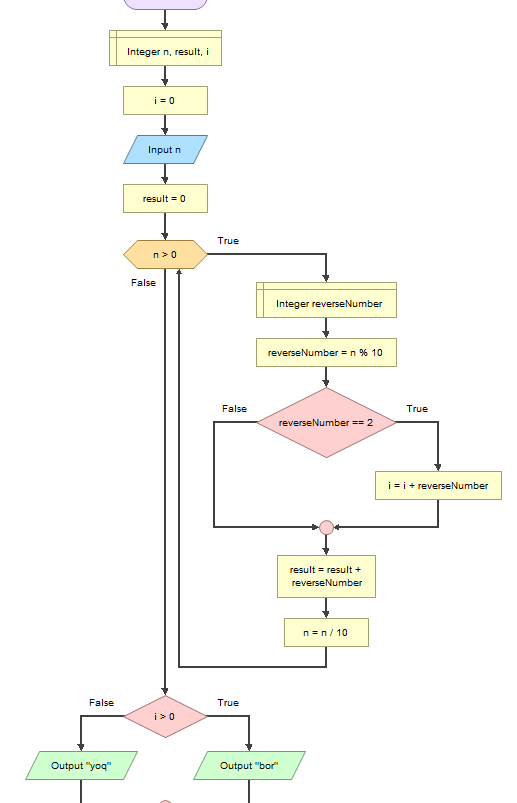 Integer n, result, i
i = 0
Input n
result = 0
n > 0
True
False
Integer reverseNumber
reverseNumber = n % 10
reverseNumber == 2
False
True
i = i + reverseNumber
result = result +
reverseNumber
n = n / 10
i > 0
False
True
Output "yoq"
Output "bor"